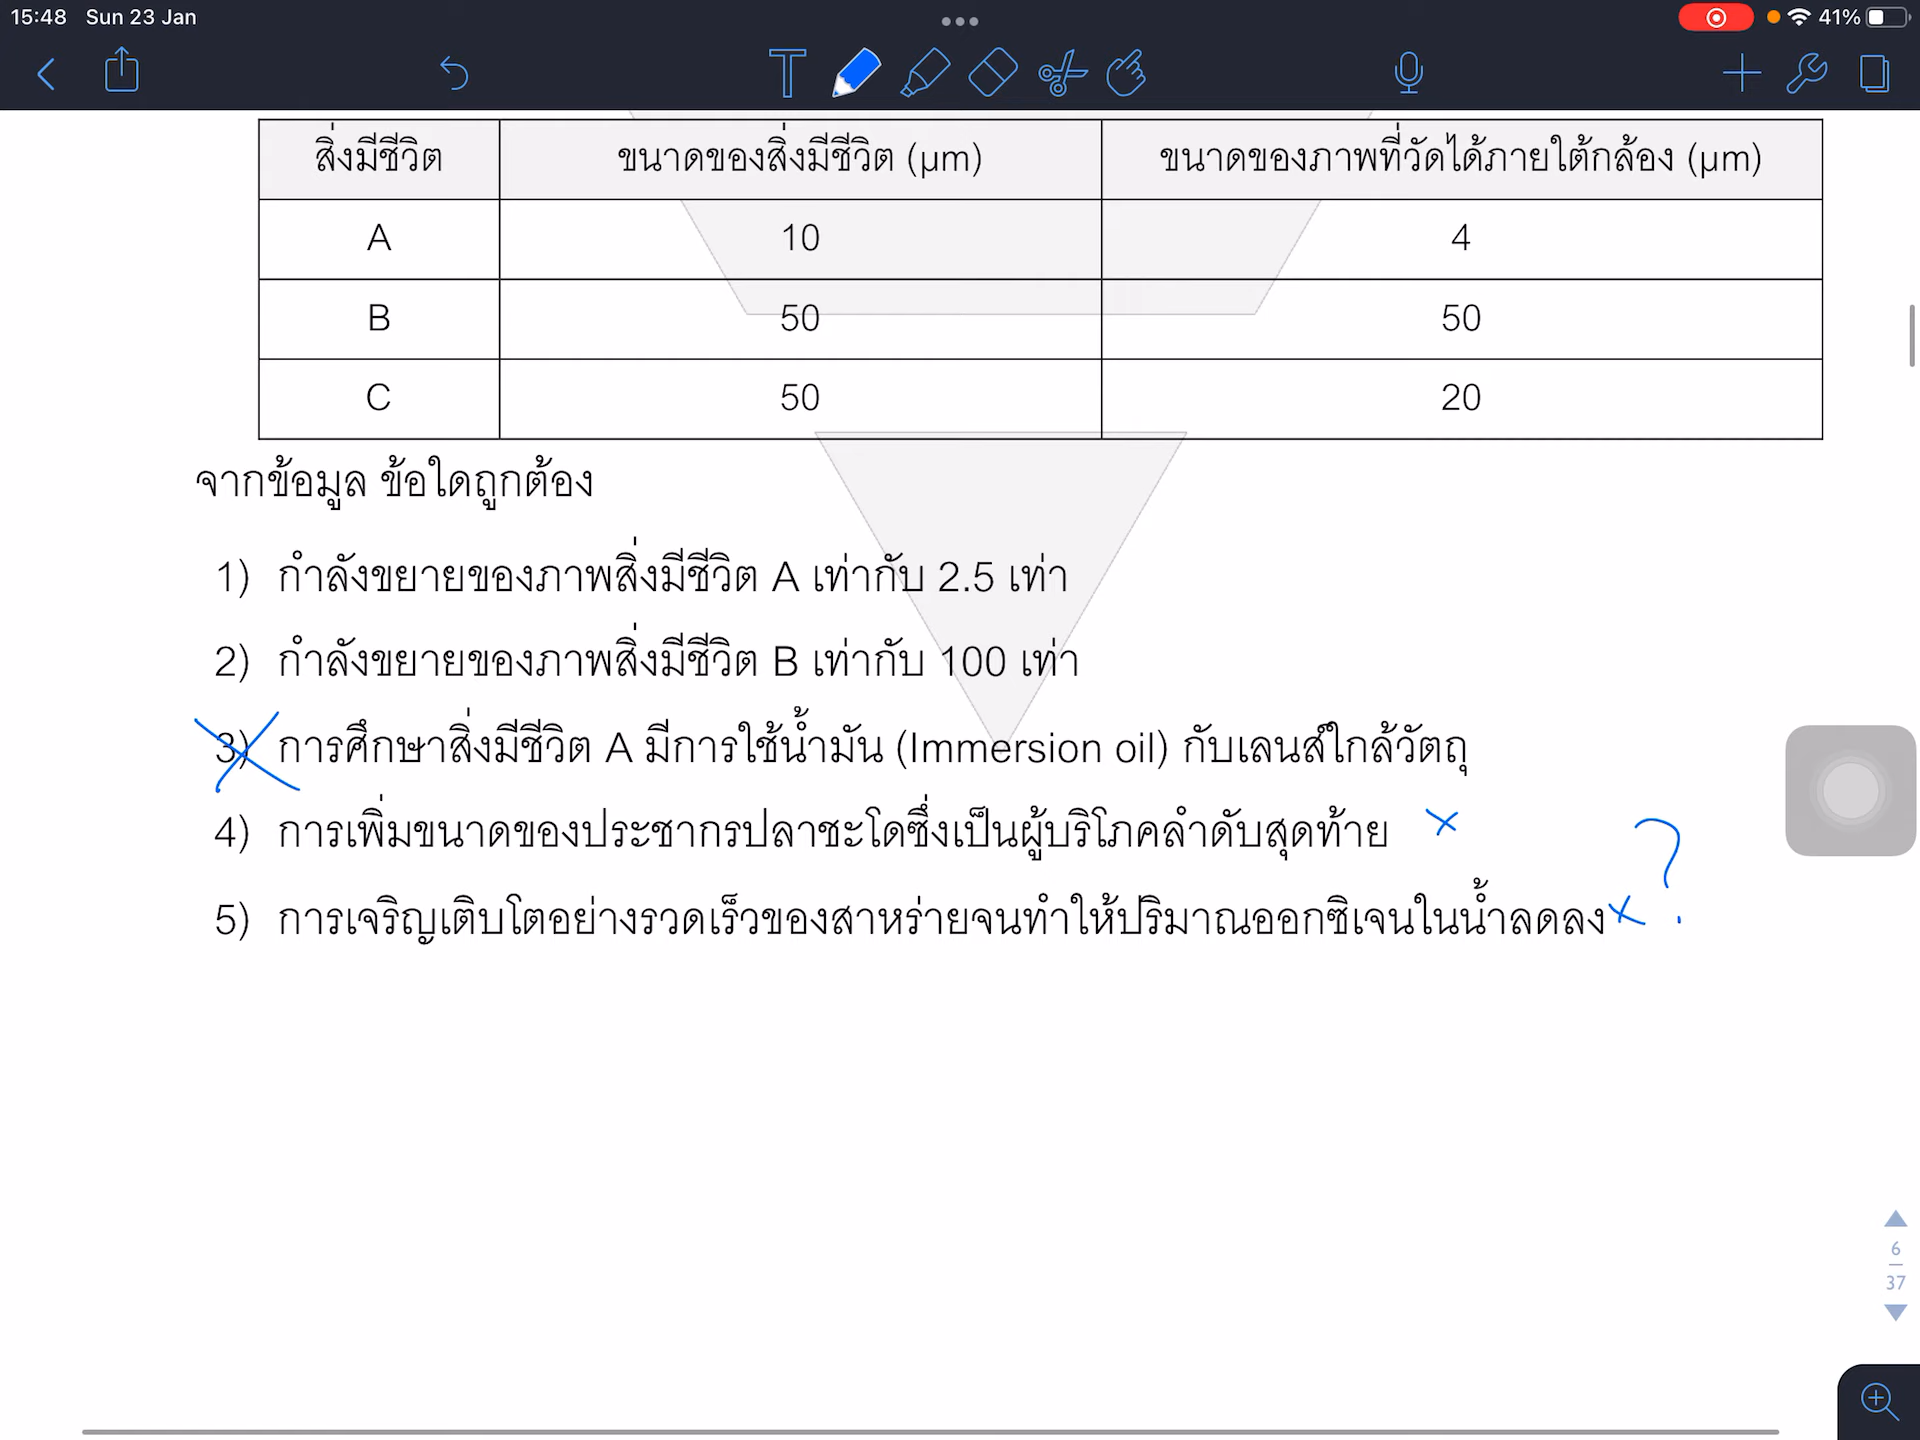 15:48 Sun 23 Jan
41%
สิ่งมีชีวิต ขนาดของสิ่งมีชีวิต (µm) ขนาดของภาพที่วัดได้ภายใต้กล้อง (µm)
A 10 4
B 50 50
C 50 20
จากข้อมูล ข้อใดถูกต้อง
1) กำลังขยายของภาพสิ่งมีชีวิต A เท่ากับ 2.5 เท่า
2) กำลังขยายของภาพสิ่งมีชีวิต B เท่ากับ 100 เท่า
3) การศึกษาสิ่งมีชีวิต A มีการใช้น้ำมัน (Immersion oil) กับเลนส์ใกล้วัตถุ
4) การเพิ่มขนาดของประชากรปลาชะโดซึ่งเป็นผู้บริโภคลำดับสุดท้าย ×
5) การเจริญเติบโตอย่างรวดเร็วของสาหร่ายจนทำให้ปริมาณออกซิเจนในน้ำลดลง × ?
6
37